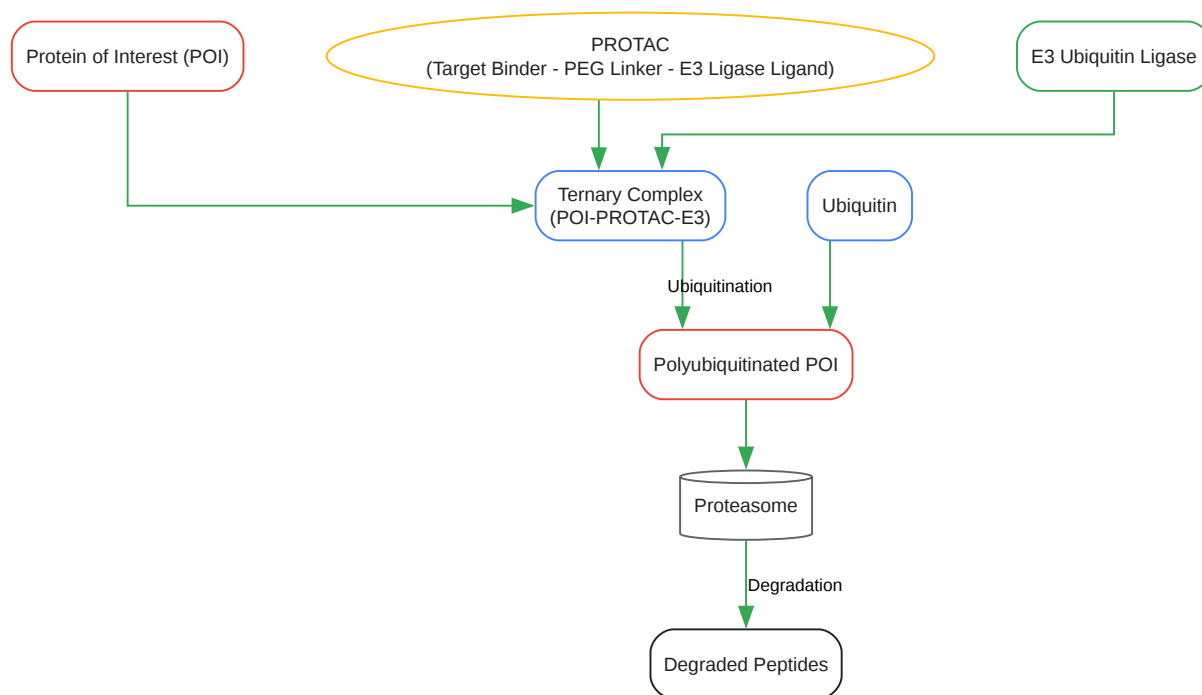 Protein of Interest (POI)
PROTAC
(Target Binder - PEG Linker - E3 Ligase Ligand)
E3 Ubiquitin Ligase
Ternary Complex
(POI-PROTAC-E3)
Ubiquitin
Ubiquitination
Polyubiquitinated POI
Proteasome
Degradation
Degraded Peptides